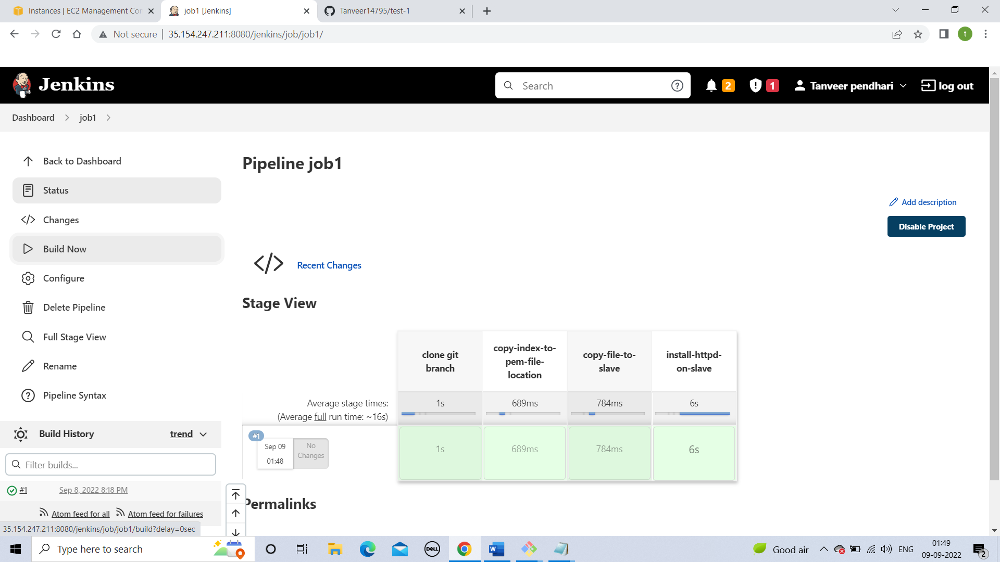 Instances | EC2 Management Con
job1 [Jenkins]
Tanveer14795/test-1
Not secure
35.154.247.211:8080/jenkins/job/job1/
t
Jenkins
Search
2
1
Tanveer pendhari
log out
Dashboard
job1
Back to Dashboard
Status
Changes
Build Now
Configure
Delete Pipeline
Full Stage View
Rename
Pipeline Syntax
Build History
trend
Filter builds...
#1
Sep 8, 2022 8:18 PM
Atom feed for all
Atom feed for failures
35.154.247.211:8080/jenkins/job/job1/build?delay=0sec
Pipeline job1
Add description
Disable Project
Recent Changes
Stage View
clone git
branch
copy-index-to-
pem-file-
location
copy-file-to-
slave
install-httpd-
on-slave
Average stage times:
(Average full run time: ~16s)
1s
689ms
784ms
6s
#1
Sep 09
01:48
No
Changes
1s
689ms
784ms
6s
Permalinks
Type here to search
DELL
W
Good air
ENG
01:49
09-09-2022
2